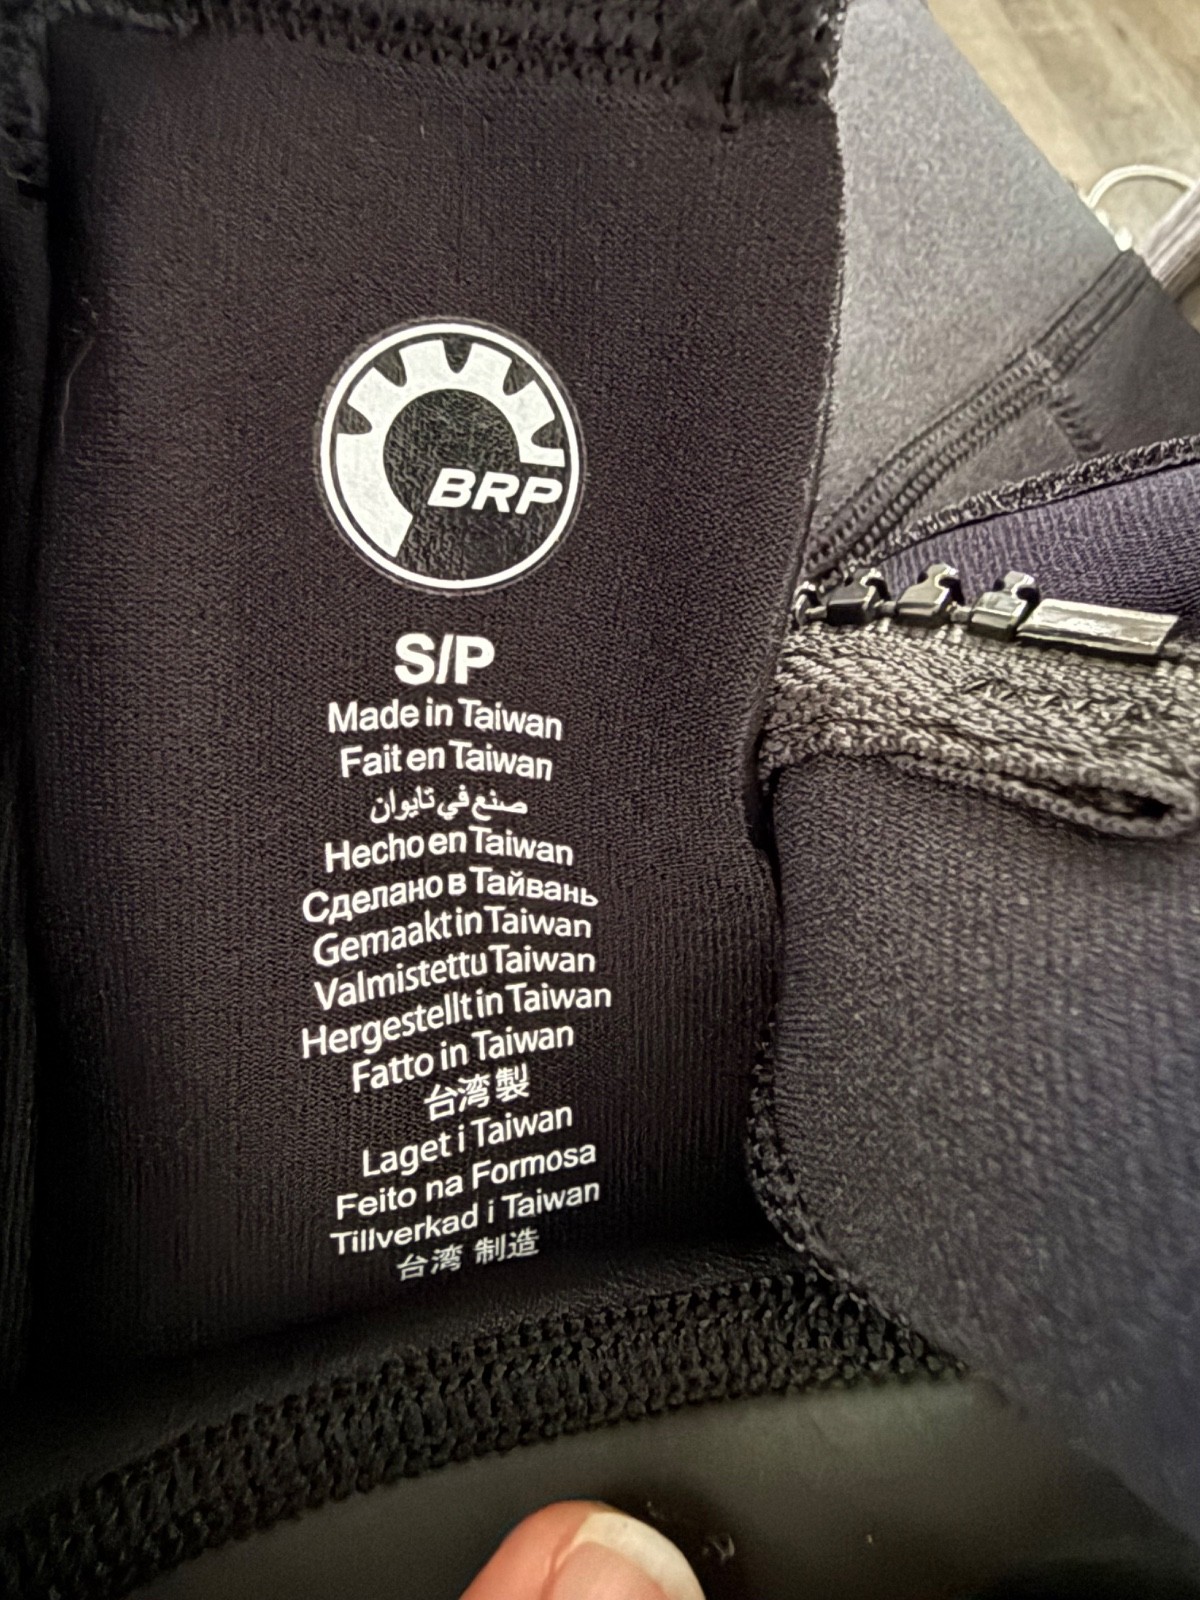 BRP
S/P
Made in Taiwan
Fait en Taiwan
صنع في تايوان
Hecho en Taiwan
Сделано в Тайвань
Gemaakt in Taiwan
Valmistettu Taiwan
Hergestellt in Taiwan
Fatto in Taiwan
台湾製
Laget i Taiwan
Feito na Formosa
Tillverkad i Taiwan
台湾 制造